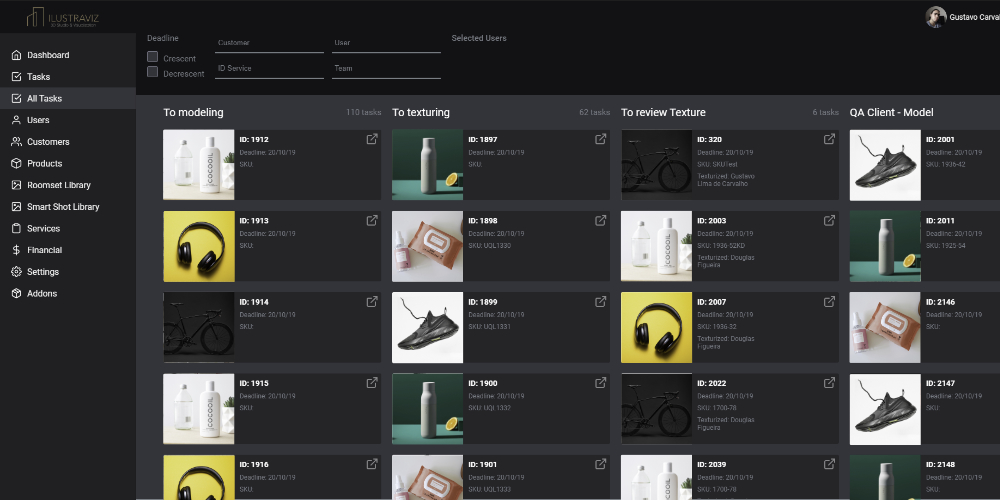 ILUSTRAVIZ
Gustavo Carval
Dashboard
Tasks
All Tasks
Users
Customers
Products
Roomset Library
Smart Shot Library
Services
Financial
Settings
Addons
Deadline
Crescent
Decrescent
Customer
User
ID Service
Team
Selected Users
To modeling
110 tasks
ID: 1912
Deadline: 20/10/19
SKU:
COCOOIL
ID: 1913
Deadline: 20/10/19
SKU:
ID: 1914
Deadline: 20/10/19
SKU:
ID: 1915
Deadline: 20/10/19
SKU:
COCOOIL
ID: 1916
Deadline: 20/10/19
SKU:
To texturing
62 tasks
ID: 1897
Deadline: 20/10/19
SKU:
ID: 1898
Deadline: 20/10/19
SKU: UQL1330
ID: 1899
Deadline: 20/10/19
SKU: UQL1331
ID: 1900
Deadline: 20/10/19
SKU: UQL1332
ID: 1901
Deadline: 20/10/19
SKU: UQL1333
To review Texture
6 tasks
ID: 320
Deadline: 20/10/19
SKU: SKUTest
Texturized: Gustavo
Lima de Carvalho
ID: 2003
Deadline: 20/10/19
SKU: 1936-52KD
Texturized: Douglas
Figueira
COCOOIL
ID: 2007
Deadline: 20/10/19
SKU: 1936-32
Texturized: Douglas
Figueira
ID: 2022
Deadline: 20/10/19
SKU: 1700-78
Texturized: Douglas
Figueira
ID: 2039
Deadline: 20/10/19
SKU: 1700-78
QA Client - Model
ID: 2001
Deadline: 20/10/19
SKU: 1936-42
ID: 2011
Deadline: 20/10/19
SKU: 1925-54
ID: 2146
Deadline: 20/10/19
SKU:
ID: 2147
Deadline: 20/10/19
SKU:
ID: 2148
Deadline: 20/10/19
SKU: